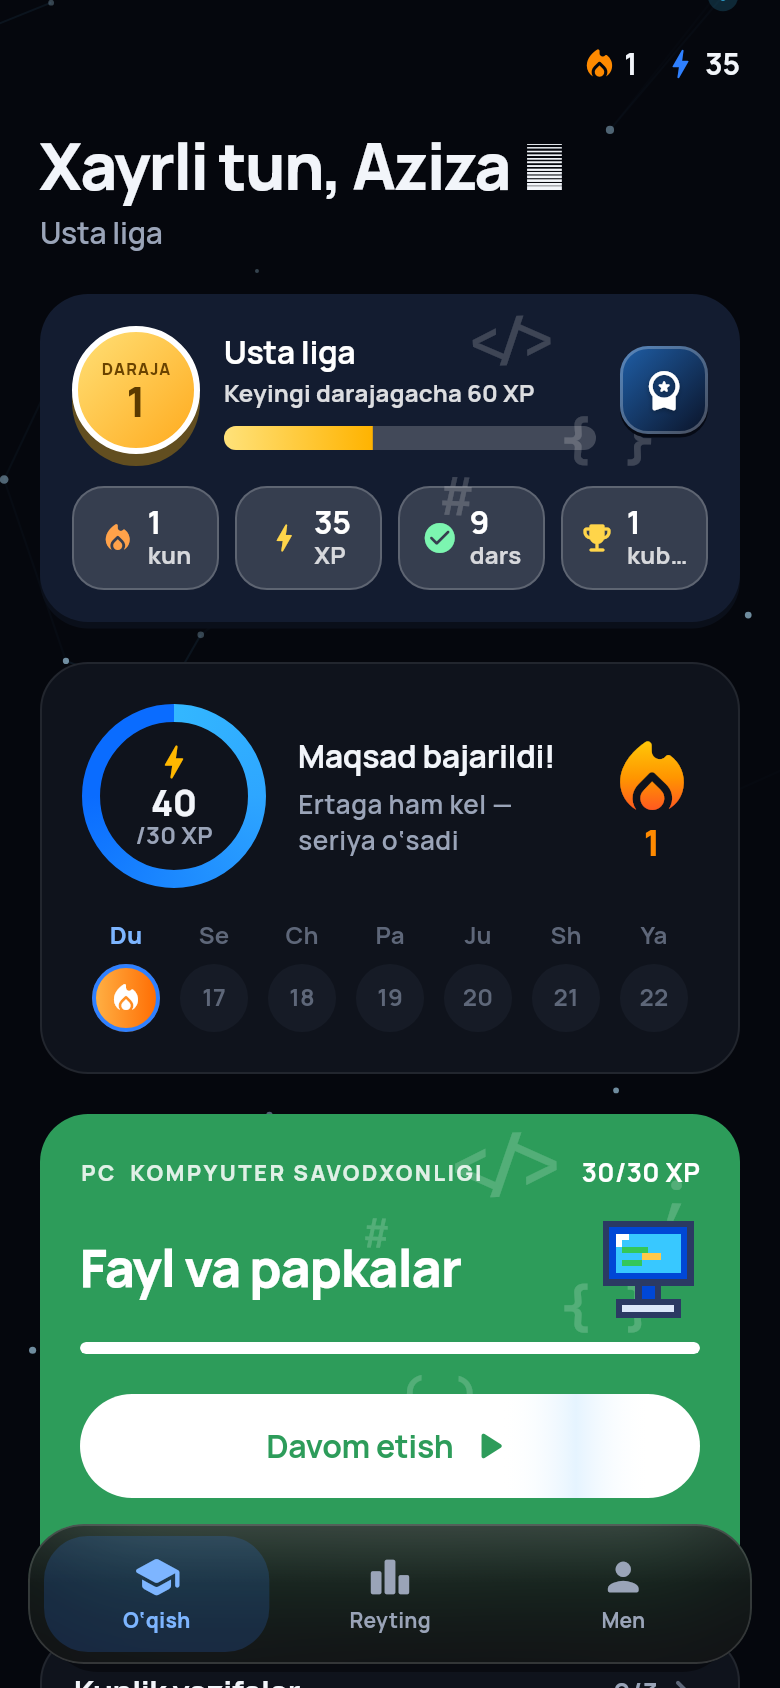 1 35
Xayrli tun, Aziza
Usta liga
DARAJA
1
Usta liga
Keyingi darajagacha 60 XP
</>
{ }
#
1
kun
35
XP
9
dars
1
kub...
40
/30 XP
Maqsad bajarildi!
Ertaga ham kel —
seriya oʻsadi
1
Du Se Ch Pa Ju Sh Ya
17 18 19 20 21 22
</>
PC KOMPYUTER SAVODXONLIGI 30/30 XP
;
#
Fayl va papkalar
{ }
( )
Davom etish
Oʻqish Reyting Men